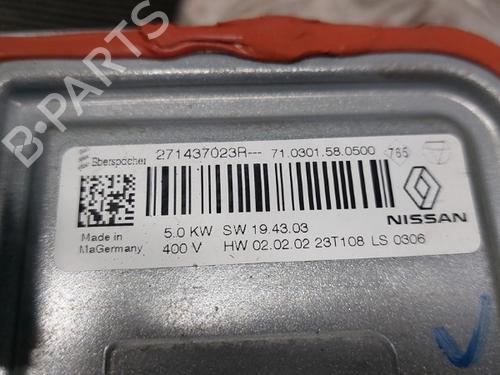 Eberspächer 271437023R--- 71.0301.58.0500 785
NISSAN
Made in 5.0 KW SW 19.43.03
MaGermany 400 V HW 02.02.02 23T108 LS 0306
B-PARTS